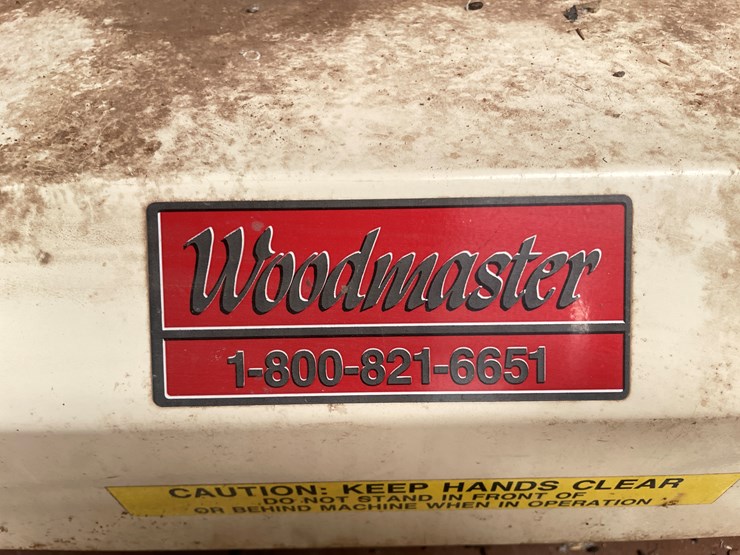 Woodmaster
1-800-821-6651
CAUTION: KEEP HANDS CLEAR
DO NOT STAND IN FRONT OF
OR BEHIND MACHINE WHEN IN OPERATION